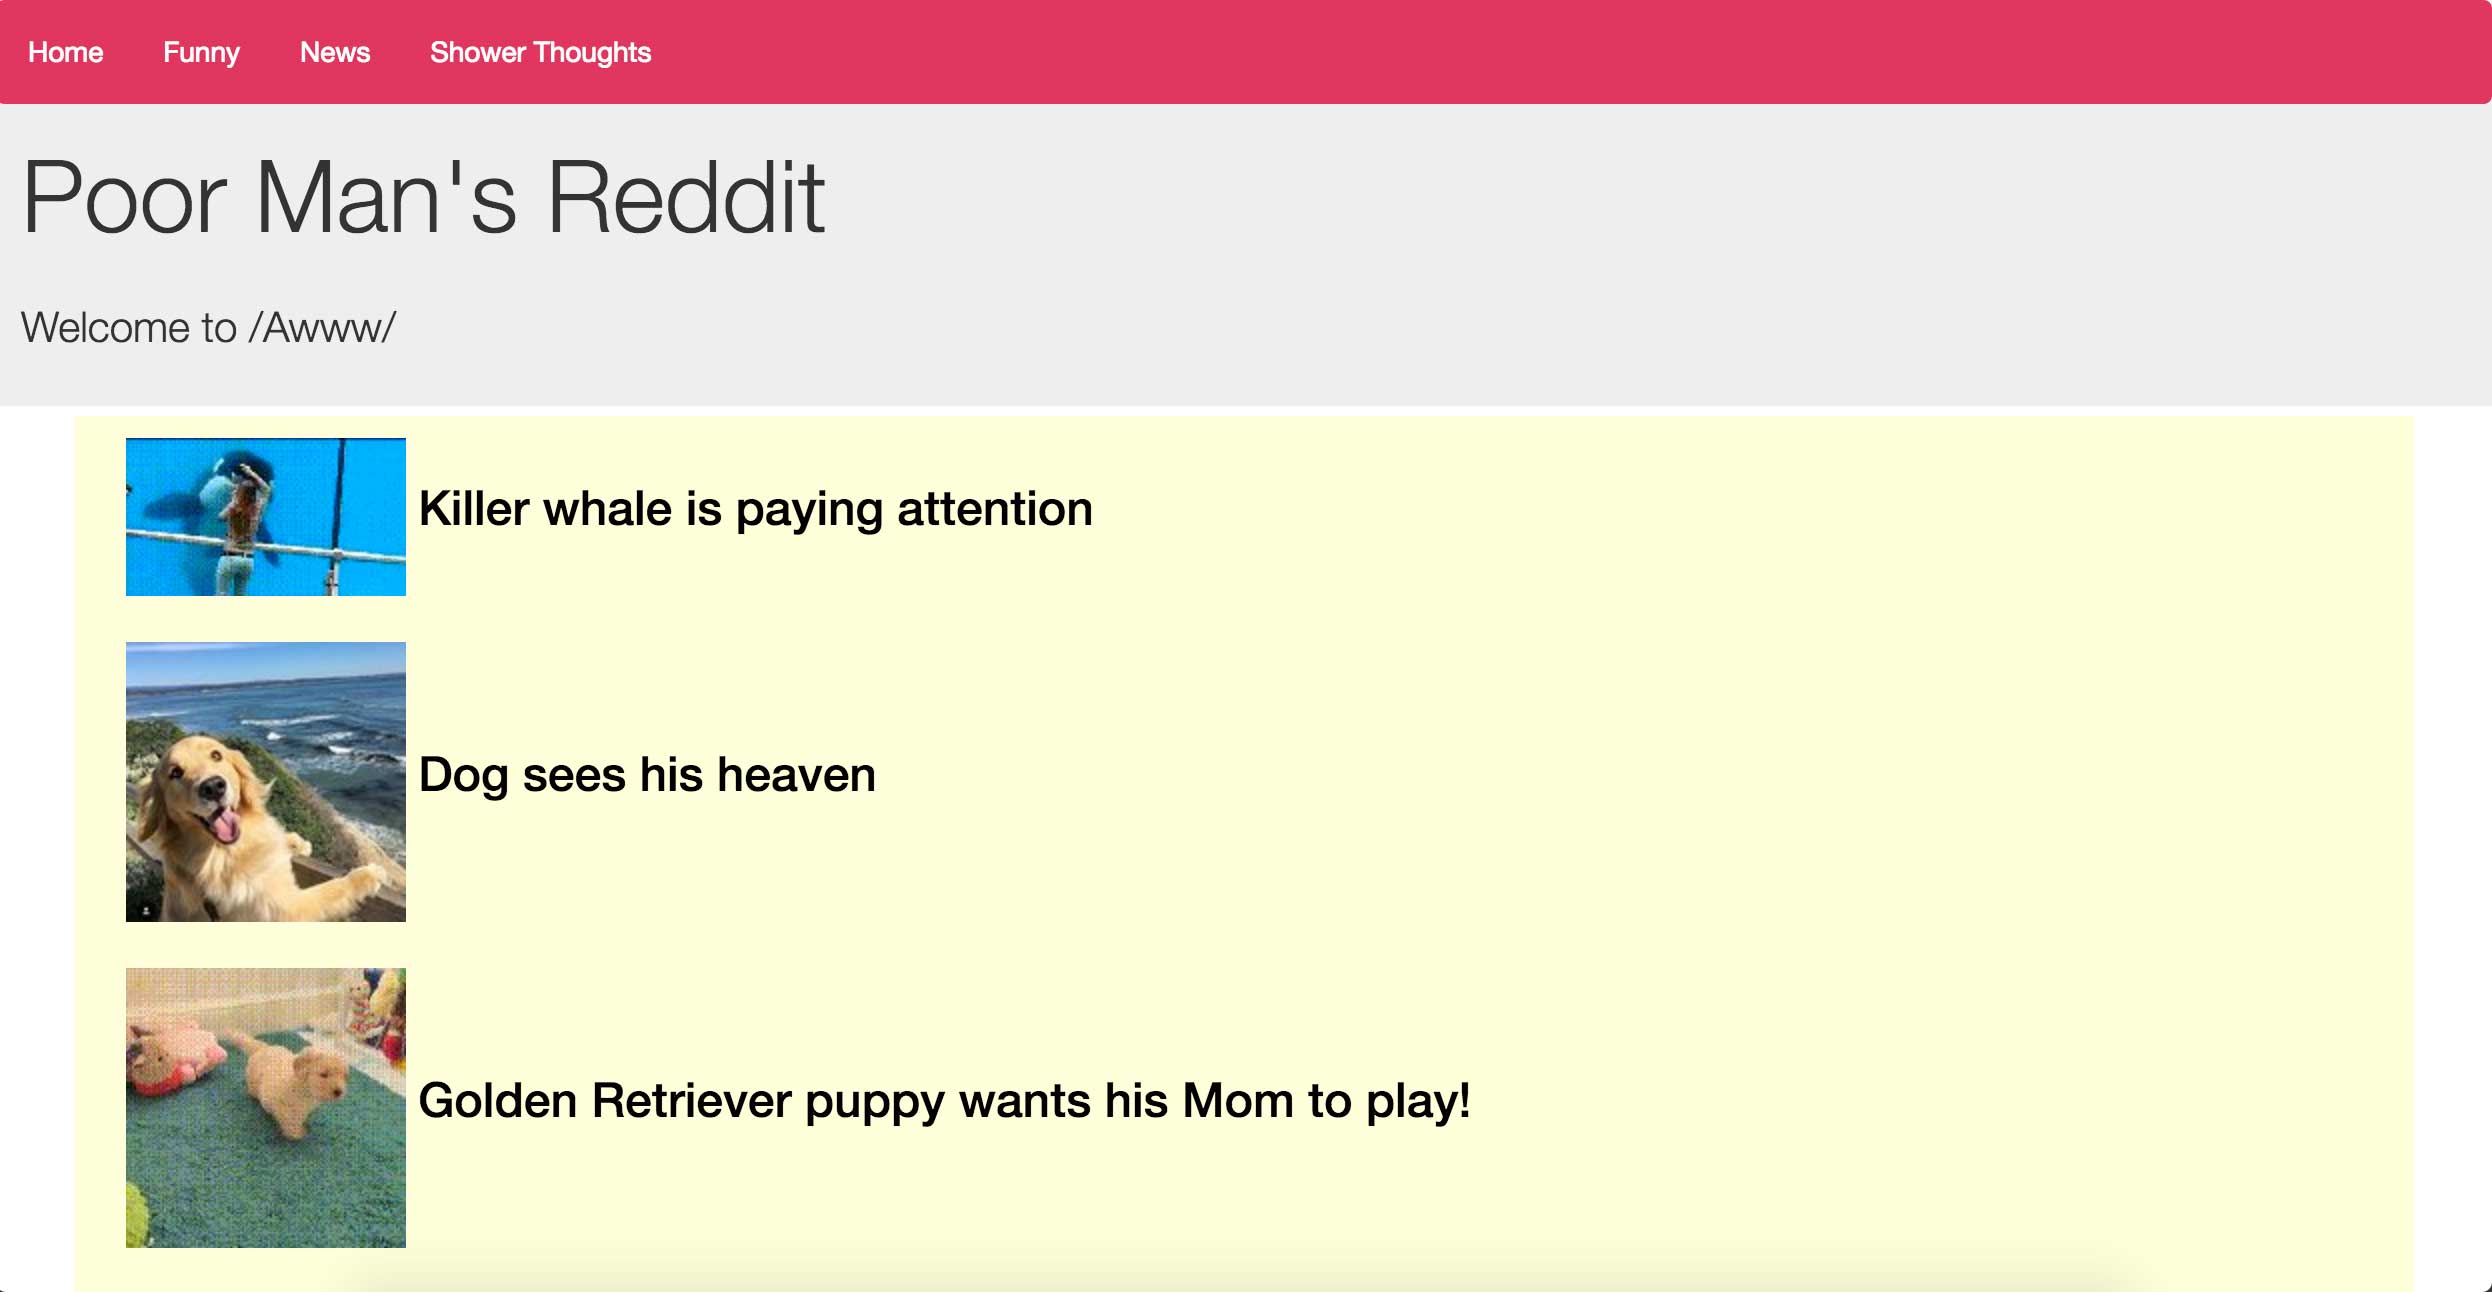 Home Funny News Shower Thoughts
Poor Man's Reddit
Welcome to /Awww/
Killer whale is paying attention
Dog sees his heaven
Golden Retriever puppy wants his Mom to play!